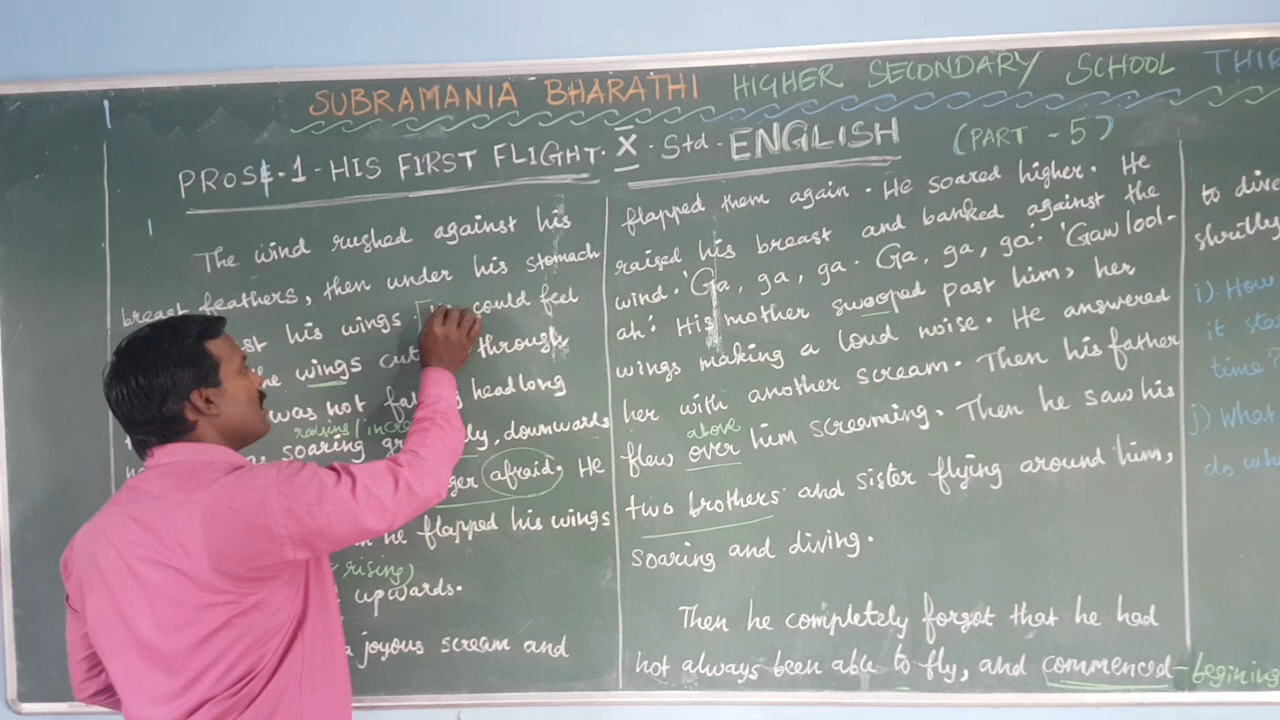 SUBRAMANIA BHARATHI HIGHER SECONDARY SCHOOL THIR
PROSE.1-HIS FIRST FLIGHT. X. Std. ENGLISH (PART-5)
The wind rushed against his
breast feathers, then under his stomach
his wings. could feel
wings cut through
was not headlong
raising/incre
soaring downwards
afraid. He
he flapped his wings
rising)
upwards.
a joyous scream and
flapped them again. He soared higher. He
raised his breast and banked against the
wind. 'Ga, ga, ga. Ga, ga, ga'. 'Gaw lool-
ah.' His mother swooped past him, her
wings making a loud noise. He answered
her with another scream. Then his father
above
flew over him screaming. Then he saw his
two brothers and sister flying around him,
soaring and diving.
Then he completely forgot that he had
not always been able to fly, and commenced-begining
to dive
shrilly
i) How
it
time?
j) What
do wh